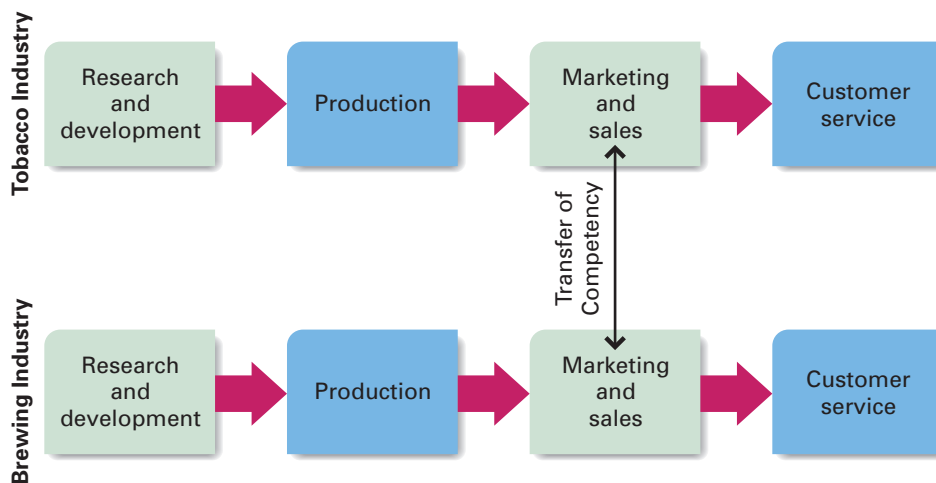 Tobacco Industry
Research
and
development
Production
Marketing
and
sales
Customer
service
Transfer of
Competency
Brewing Industry
Research
and
development
Production
Marketing
and
sales
Customer
service